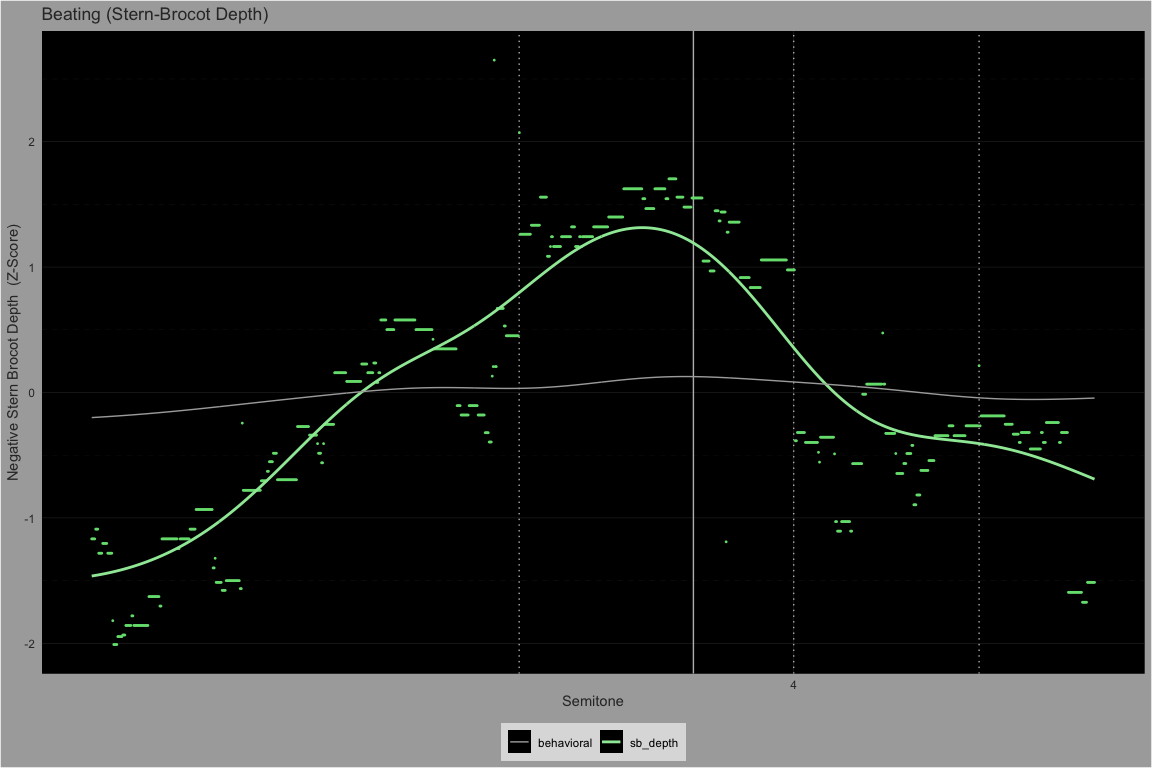 Beating (Stern-Brocot Depth)
Negative Stern Brocot Depth (Z-Score)
2
1
0
-1
-2
4
Semitone
behavioral
sb_depth